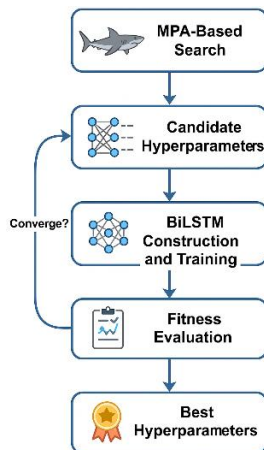 MPA-Based
Search
Candidate
Hyperparameters
Converge?
BiLSTM
Construction
and Training
Fitness
Evaluation
Best
Hyperparameters